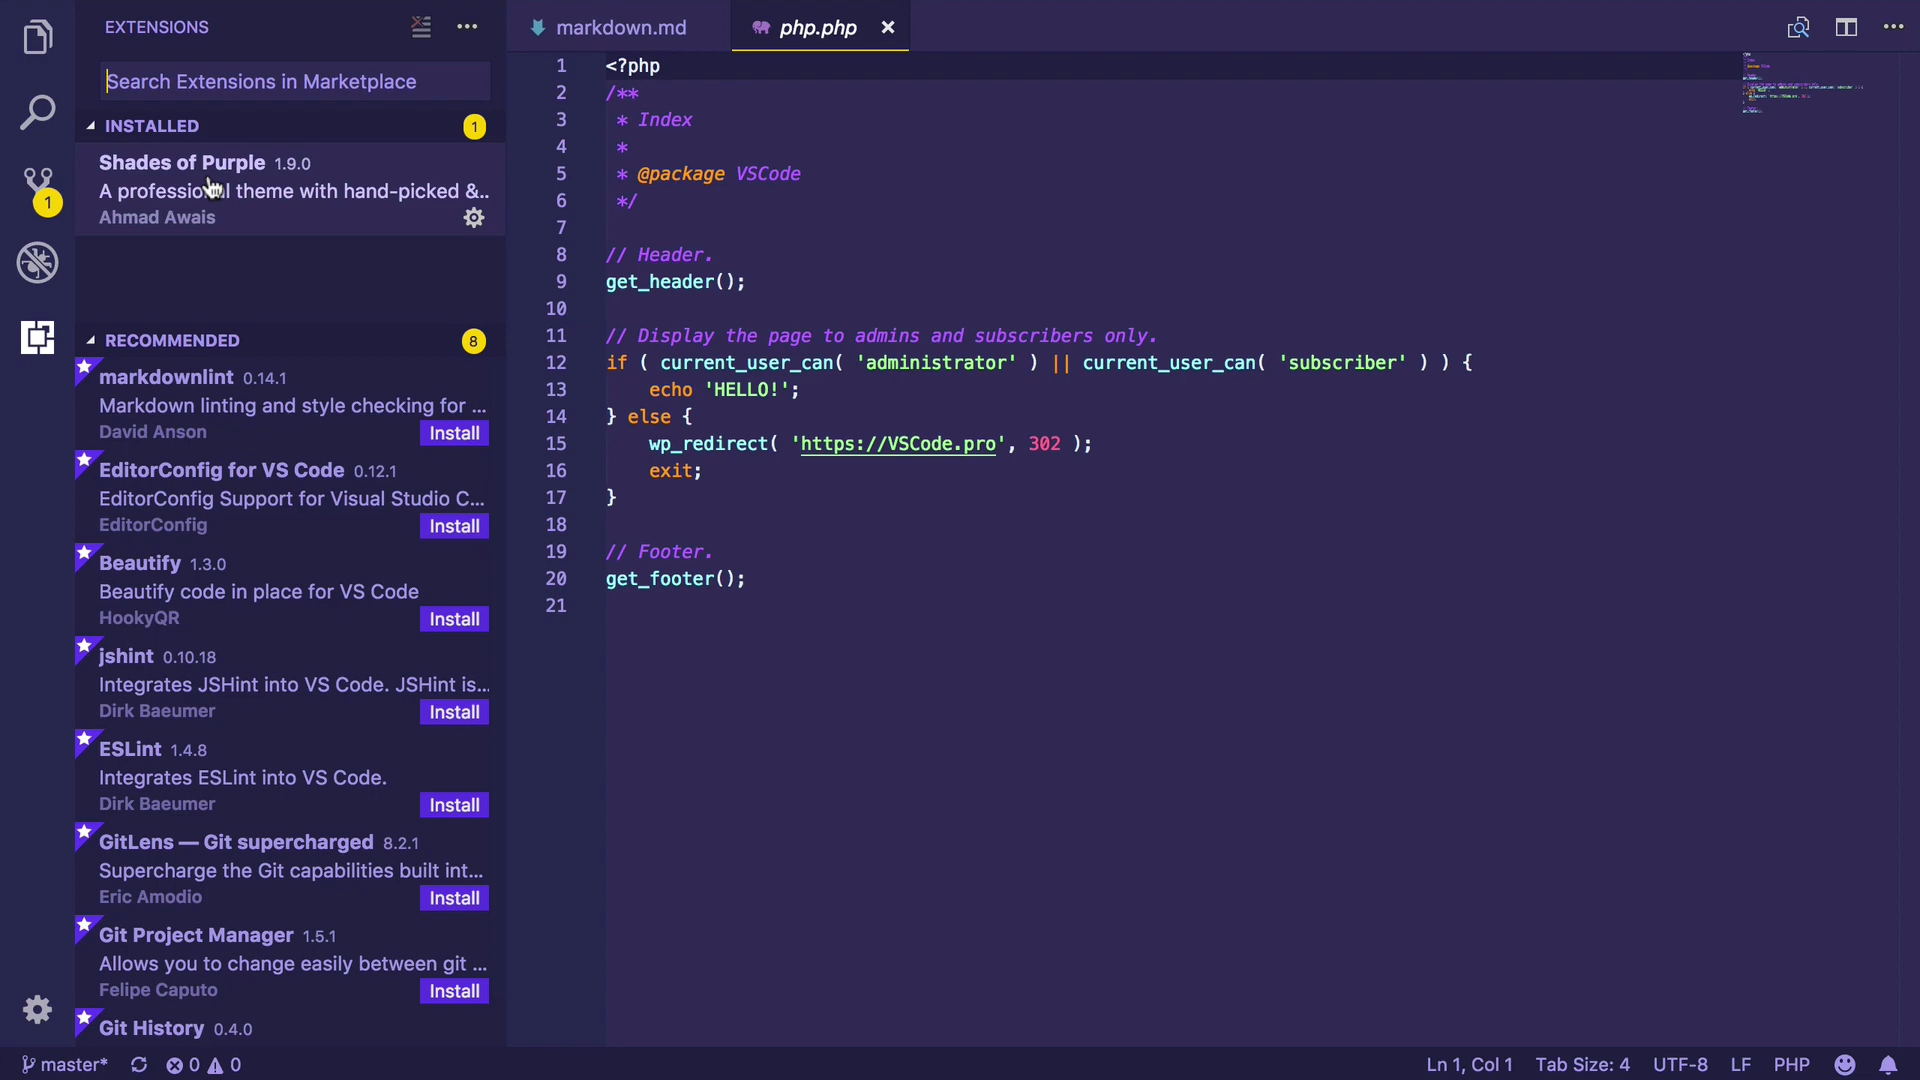 EXTENSIONS
Search Extensions in Marketplace
INSTALLED 1
Shades of Purple 1.9.0
A professional theme with hand-picked &..
Ahmad Awais
1
RECOMMENDED 8
markdownlint 0.14.1
Markdown linting and style checking for ...
David Anson Install
EditorConfig for VS Code 0.12.1
EditorConfig Support for Visual Studio C...
EditorConfig Install
Beautify 1.3.0
Beautify code in place for VS Code
HookyQR Install
jshint 0.10.18
Integrates JSHint into VS Code. JSHint is...
Dirk Baeumer Install
ESLint 1.4.8
Integrates ESLint into VS Code.
Dirk Baeumer Install
GitLens — Git supercharged 8.2.1
Supercharge the Git capabilities built int...
Eric Amodio Install
Git Project Manager 1.5.1
Allows you to change easily between git ...
Felipe Caputo Install
Git History 0.4.0
markdown.md php.php
1 <?php
2 /**
3  * Index
4  *
5  * @package VSCode
6  */
7
8 // Header.
9 get_header();
10
11 // Display the page to admins and subscribers only.
12 if ( current_user_can( 'administrator' ) || current_user_can( 'subscriber' ) ) {
13     echo 'HELLO!';
14 } else {
15     wp_redirect( 'https://VSCode.pro', 302 );
16     exit;
17 }
18
19 // Footer.
20 get_footer();
21
master* 0 0 Ln 1, Col 1 Tab Size: 4 UTF-8 LF PHP